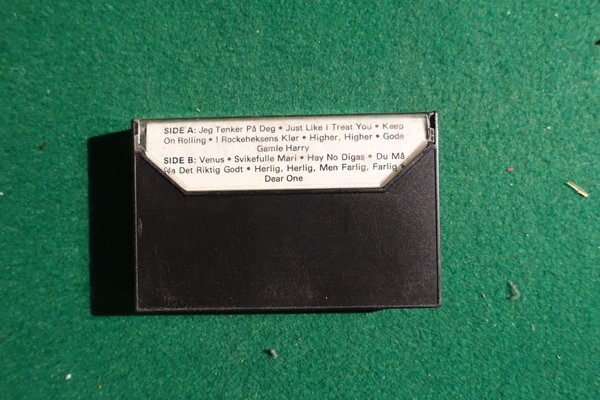 SIDE A: Jeg Tenker På Deg • Just Like I Treat You • Keep
On Rolling • I Rockeheksens Klør • Higher, Higher • Gode
Gamle Harry
SIDE B: Venus • Svikefulle Mari • Hay No Digas • Du Må
Ha Det Riktig Godt • Herlig, Herlig, Men Farlig, Farlig •
Dear One